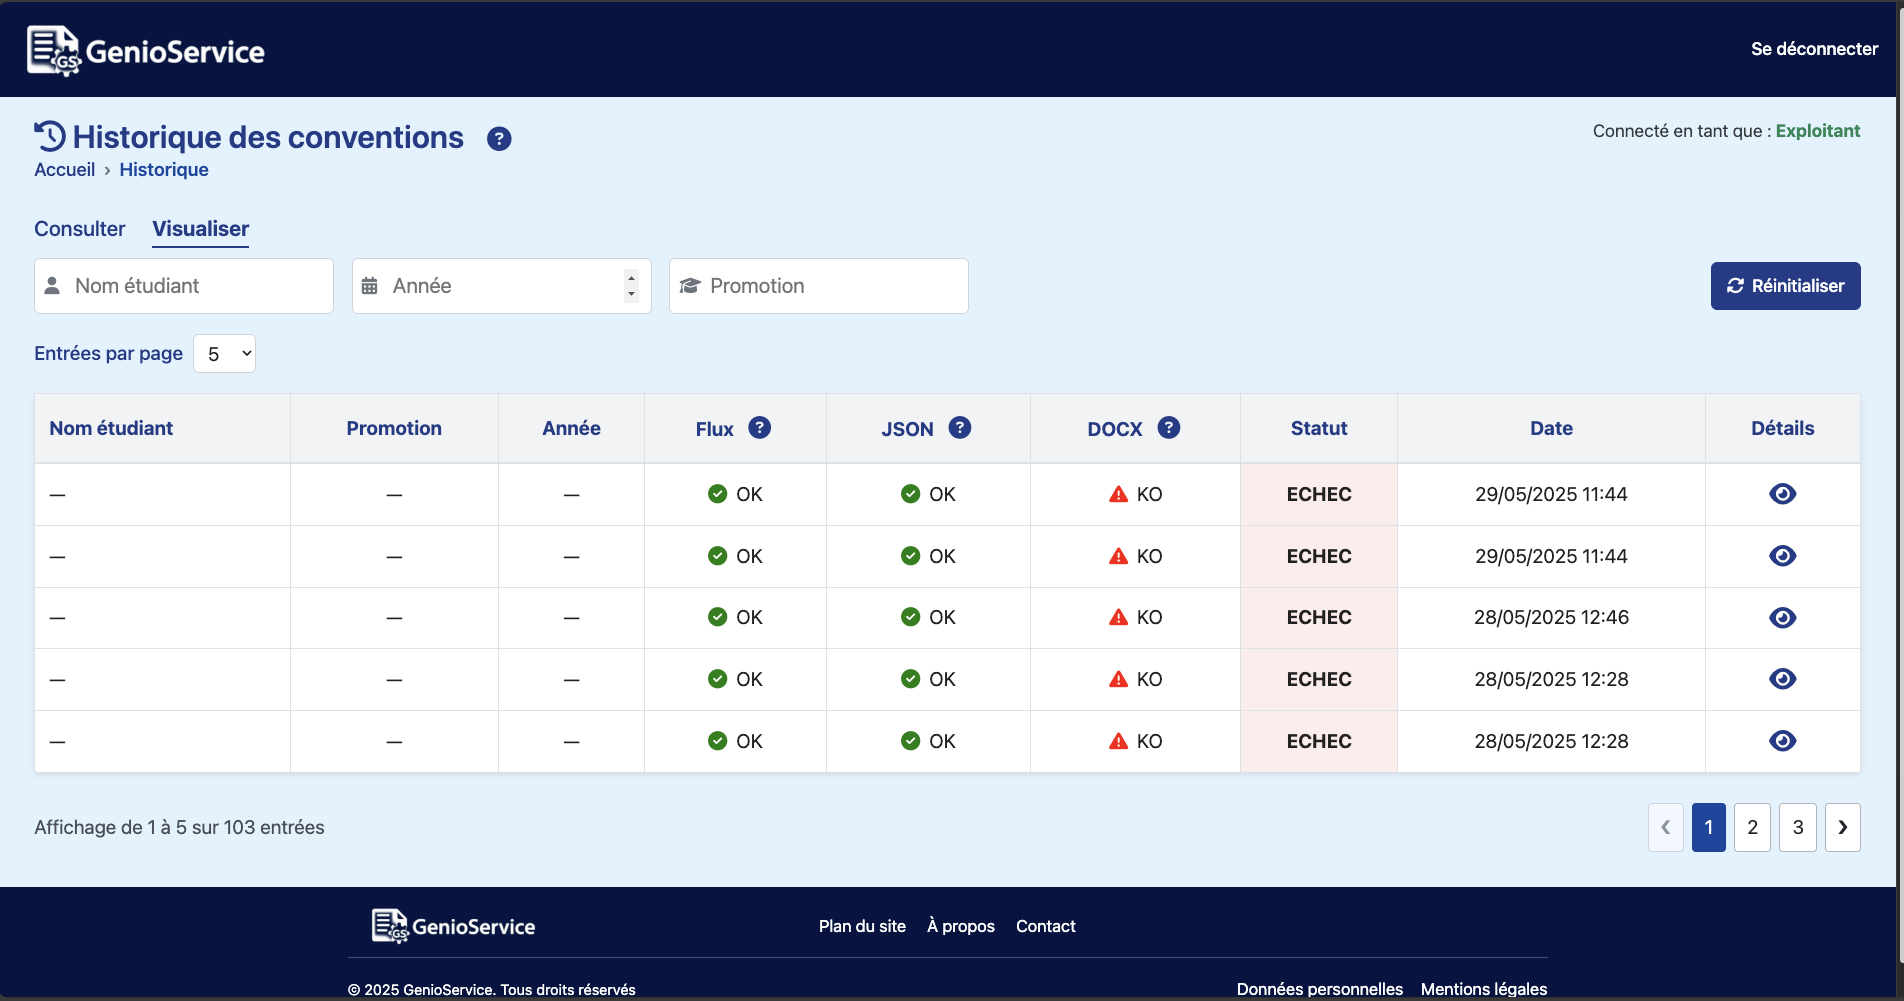 GS GenioService
Se déconnecter
Historique des conventions ?
Connecté en tant que : Exploitant
Accueil › Historique
Consulter Visualiser
Nom étudiant Année Promotion Réinitialiser
Entrées par page 5
Nom étudiant Promotion Année Flux ? JSON ? DOCX ? Statut Date Détails
— — — OK OK KO ECHEC 29/05/2025 11:44
— — — OK OK KO ECHEC 29/05/2025 11:44
— — — OK OK KO ECHEC 28/05/2025 12:46
— — — OK OK KO ECHEC 28/05/2025 12:28
— — — OK OK KO ECHEC 28/05/2025 12:28
Affichage de 1 à 5 sur 103 entrées
‹ 1 2 3 ›
GS GenioService
Plan du site À propos Contact
© 2025 GenioService. Tous droits réservés
Données personnelles Mentions légales